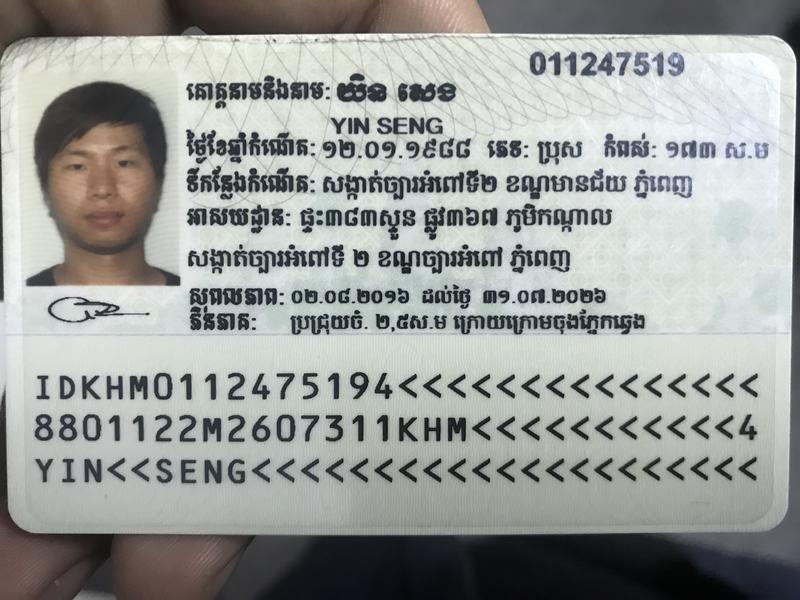 011247519
គោត្តនាមនិងនាម: យិន សេង
YIN SENG
ថ្ងៃខែឆ្នាំកំណើត: ១២.០១.១៩៨៨ ភេទ: ប្រុស កំពស់: ១៧៣ ស.ម
ទីកន្លែងកំណើត: សង្កាត់ច្បារអំពៅទី២ ខណ្ឌមានជ័យ ភ្នំពេញ
អាសយដ្ឋាន: ផ្ទះ៣៨៣ស្ទួន ផ្លូវ៣៦៧ ភូមិកណ្តាល
សង្កាត់ច្បារអំពៅទី ២ ខណ្ឌច្បារអំពៅ ភ្នំពេញ
សុពលភាព: ០២.០៨.២០១៦ ដល់ថ្ងៃ ៣១.០៧.២០២៦
ភិនភាគ: ប្រជ្រុយចំ. ២,៥ស.ម ក្រោយក្រោមចុងភ្នែកឆ្វេង
IDKHM0112475194<<<<<<<<<<<<<<<
8801122M2607311KHM<<<<<<<<<<<4
YIN<<SENG<<<<<<<<<<<<<<<<<<<<<